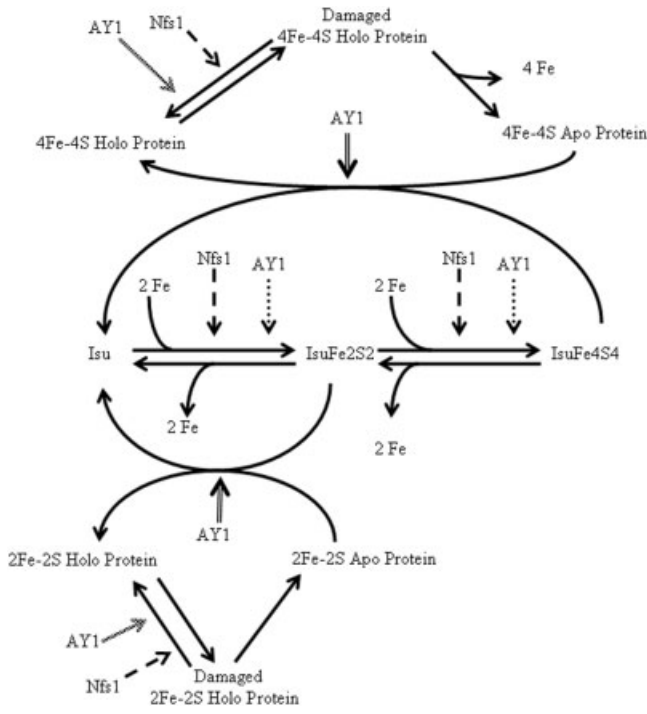 Damaged
4Fe-4S Holo Protein
AY1
Nfs1
4 Fe
AY1
4Fe-4S Holo Protein
4Fe-4S Apo Protein
Nfs1
AY1
Nfs1
AY1
2 Fe
2 Fe
Isu
IsuFe2S2
IsuFe4S4
2 Fe
2 Fe
AY1
2Fe-2S Holo Protein
2Fe-2S Apo Protein
AY1
Nfs1
Damaged
2Fe-2S Holo Protein